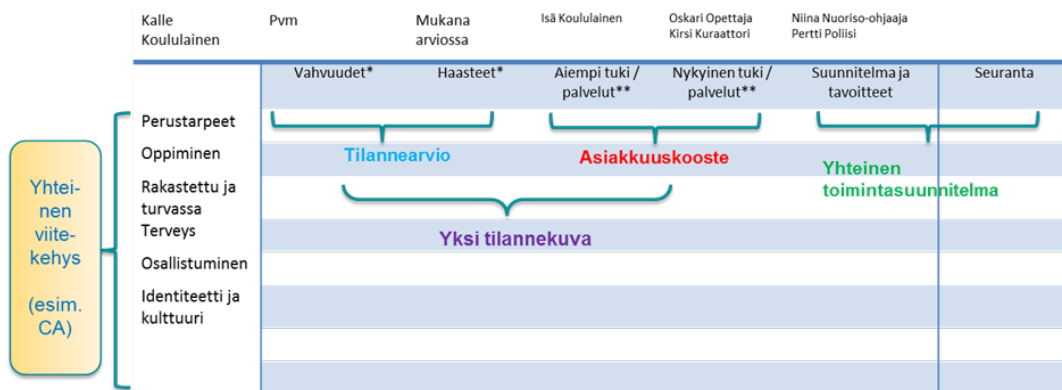 Kalle
Koululainen
Pvm
Mukana
arviossa
Isä Koululainen
Oskari Opettaja
Kirsi Kuraattori
Niina Nuoriso-ohjaaja
Pertti Poliisi
Vahvuudet*
Haasteet*
Aiempi tuki /
palvelut**
Nykyinen tuki /
palvelut**
Suunnitelma ja
tavoitteet
Seuranta
Yhtei-
nen
viite-
kehys
(esim.
CA)
Perustarpeet
Oppiminen
Rakastettu ja
turvassa
Terveys
Osallistuminen
Identiteetti ja
kulttuuri
Tilannearvio
Asiakkuuskooste
Yhteinen
toimintasuunnitelma
Yksi tilannekuva